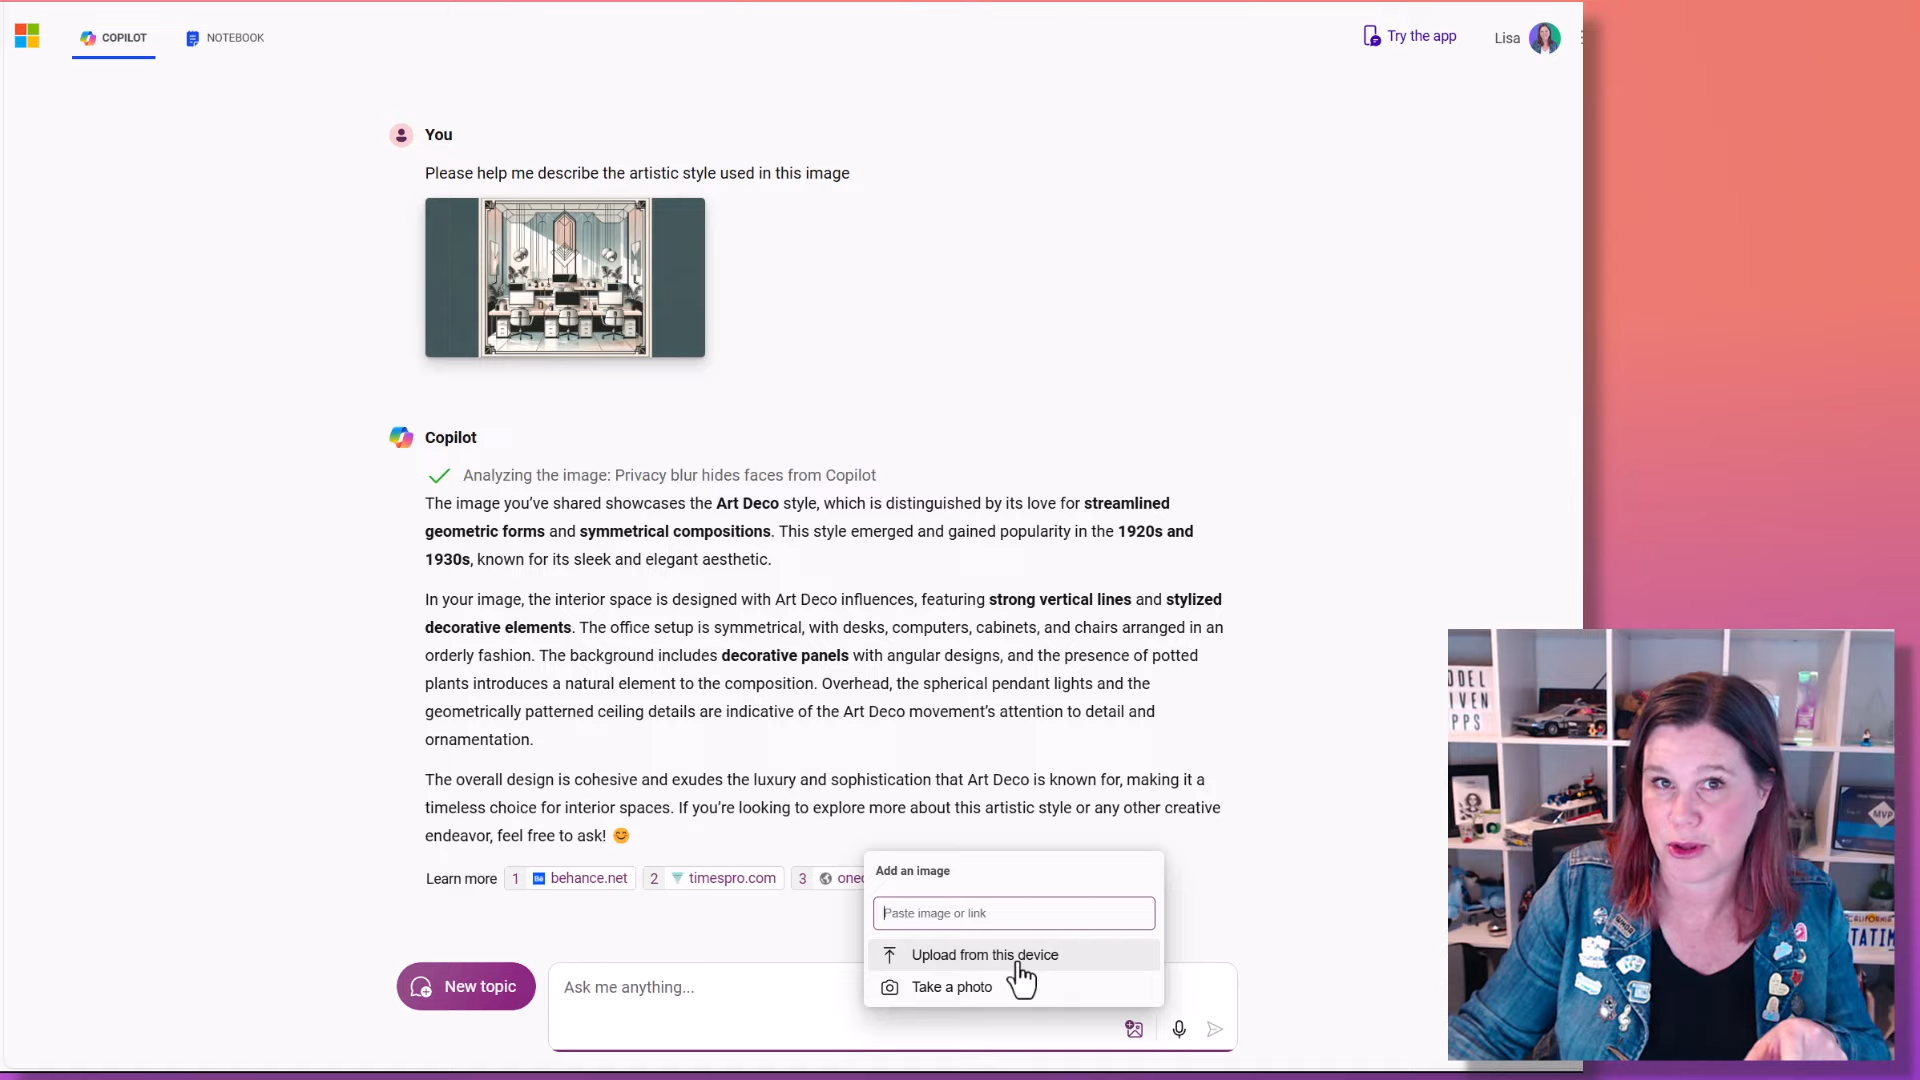 COPILOT
NOTEBOOK
Try the app
Lisa
You
Please help me describe the artistic style used in this image
Copilot
Analyzing the image: Privacy blur hides faces from Copilot
The image you've shared showcases the Art Deco style, which is distinguished by its love for streamlined
geometric forms and symmetrical compositions. This style emerged and gained popularity in the 1920s and
1930s, known for its sleek and elegant aesthetic.
In your image, the interior space is designed with Art Deco influences, featuring strong vertical lines and stylized
decorative elements. The office setup is symmetrical, with desks, computers, cabinets, and chairs arranged in an
orderly fashion. The background includes decorative panels with angular designs, and the presence of potted
plants introduces a natural element to the composition. Overhead, the spherical pendant lights and the
geometrically patterned ceiling details are indicative of the Art Deco movement's attention to detail and
ornamentation.
The overall design is cohesive and exudes the luxury and sophistication that Art Deco is known for, making it a
timeless choice for interior spaces. If you're looking to explore more about this artistic style or any other creative
endeavor, feel free to ask! 😊
Learn more 1 Bē behance.net 2 timespro.com 3
Add an image
Paste image or link
Upload from this device
Take a photo
New topic
Ask me anything...
ODEL
IVEN
PPS
MVP
CALIFORNIA